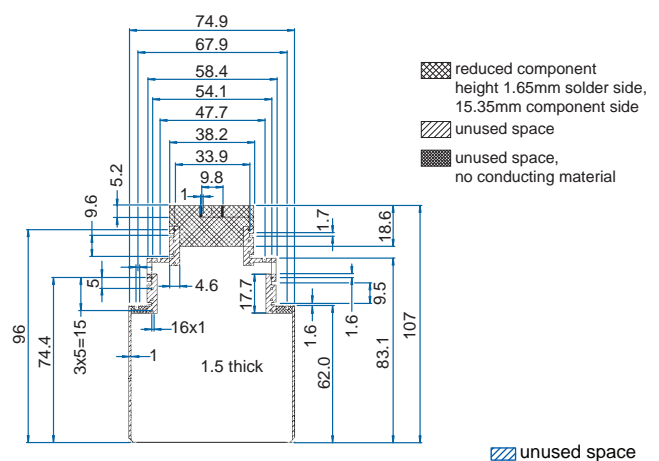 74.9
67.9
58.4
54.1
47.7
38.2
33.9
9.8
5.2
1
9.6
1.7
18.6
reduced component
height 1.65mm solder side,
15.35mm component side
unused space
unused space,
no conducting material
5
4.6
17.7
9.5
1.6
1.6
3x5=15
16x1
96
74.4
1
1.5 thick
62.0
83.1
107
unused space